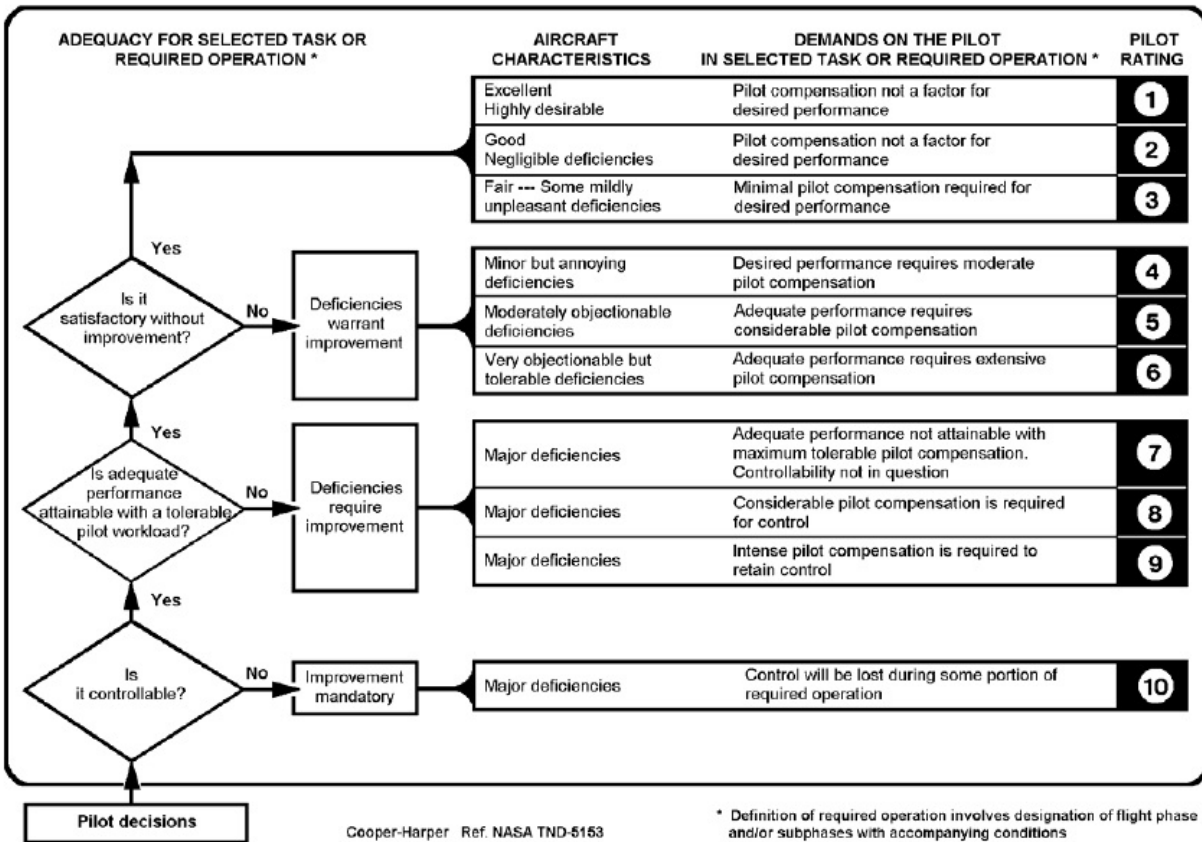 ADEQUACY FOR SELECTED TASK OR
REQUIRED OPERATION *
AIRCRAFT
CHARACTERISTICS
DEMANDS ON THE PILOT
IN SELECTED TASK OR REQUIRED OPERATION *
PILOT
RATING
Excellent
Highly desirable
Pilot compensation not a factor for
desired performance
1
Good
Negligible deficiencies
Pilot compensation not a factor for
desired performance
2
Fair --- Some mildly
unpleasant deficiencies
Minimal pilot compensation required for
desired performance
3
Yes
Is it
satisfactory without
improvement?
No
Deficiencies
warrant
improvement
Minor but annoying
deficiencies
Desired performance requires moderate
pilot compensation
4
Moderately objectionable
deficiencies
Adequate performance requires
considerable pilot compensation
5
Very objectionable but
tolerable deficiencies
Adequate performance requires extensive
pilot compensation
6
Yes
Is adequate
performance
attainable with a tolerable
pilot workload?
No
Deficiencies
require
improvement
Major deficiencies
Adequate performance not attainable with
maximum tolerable pilot compensation.
Controllability not in question
7
Major deficiencies
Considerable pilot compensation is required
for control
8
Major deficiencies
Intense pilot compensation is required to
retain control
9
Yes
Is
it controllable?
No
Improvement
mandatory
Major deficiencies
Control will be lost during some portion of
required operation
10
Pilot decisions
Cooper-Harper Ref. NASA TND-5153
* Definition of required operation involves designation of flight phase
and/or subphases with accompanying conditions